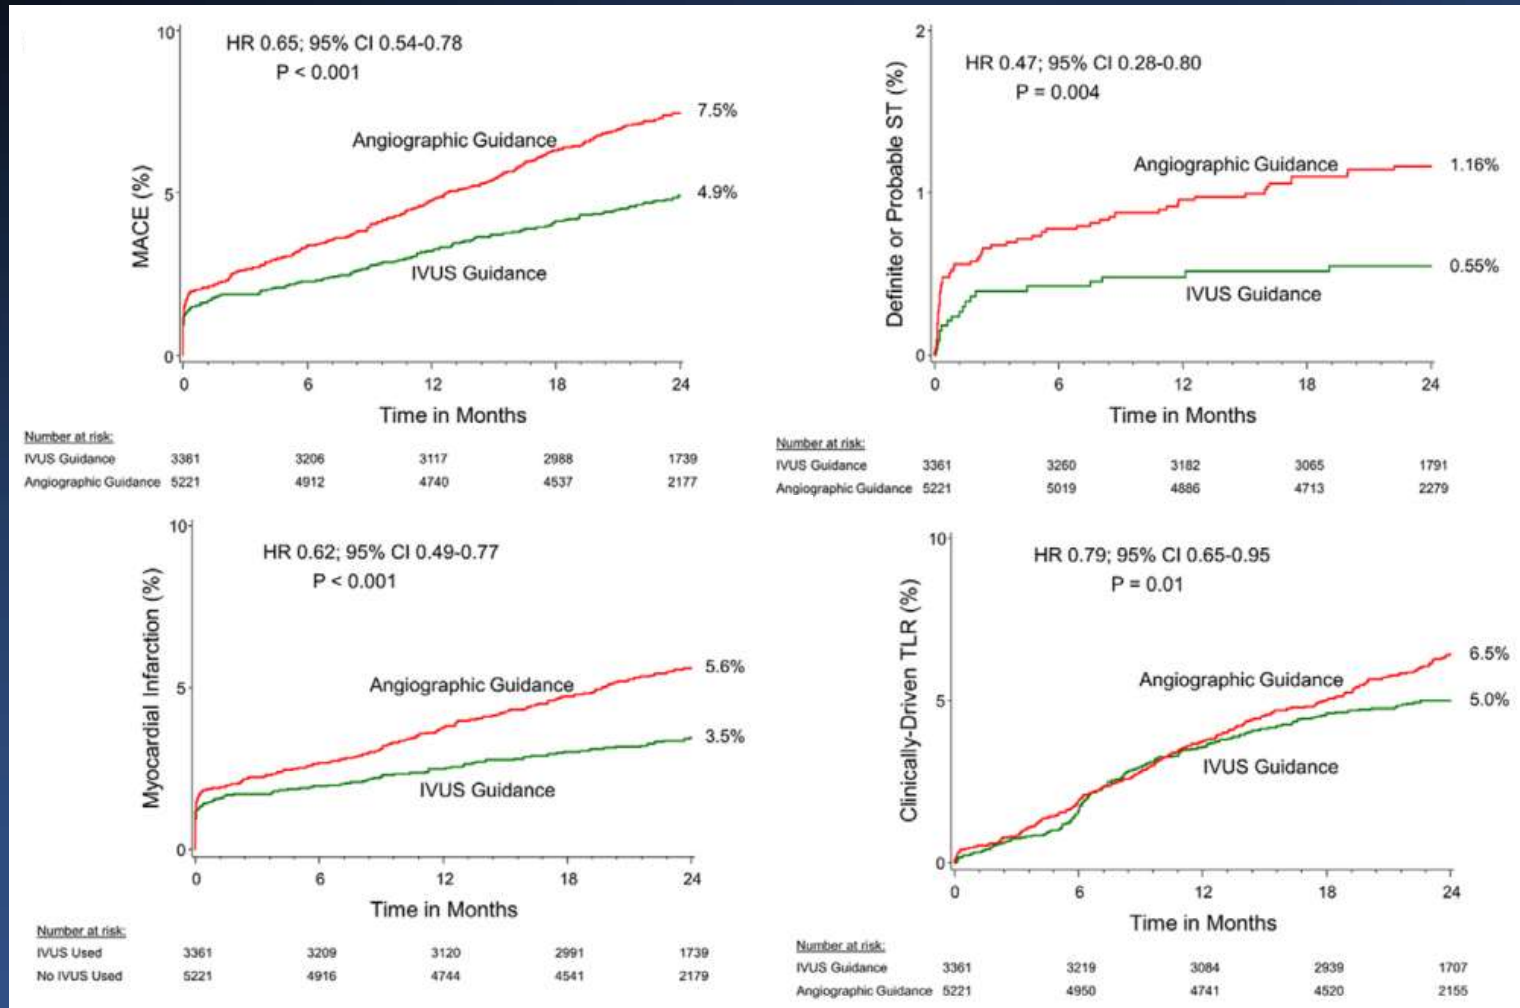 10
HR 0.65; 95% CI 0.54-0.78
P < 0.001
7.5%
Angiographic Guidance
MACE (%)
5
4.9%
IVUS Guidance
0
0 6 12 18 24
Time in Months
Number at risk:
IVUS Guidance 3361 3206 3117 2988 1739
Angiographic Guidance 5221 4912 4740 4537 2177
2
HR 0.47; 95% CI 0.28-0.80
P = 0.004
Definite or Probable ST (%)
Angiographic Guidance
1.16%
1
0.55%
IVUS Guidance
0
0 6 12 18 24
Time in Months
Number at risk:
IVUS Guidance 3361 3260 3182 3065 1791
Angiographic Guidance 5221 5019 4886 4713 2279
10
HR 0.62; 95% CI 0.49-0.77
P < 0.001
Myocardial Infarction (%)
5.6%
Angiographic Guidance
5
3.5%
IVUS Guidance
0
0 6 12 18 24
Time in Months
Number at risk:
IVUS Used 3361 3209 3120 2991 1739
No IVUS Used 5221 4916 4744 4541 2179
10
HR 0.79; 95% CI 0.65-0.95
P = 0.01
Clinically-Driven TLR (%)
6.5%
Angiographic Guidance
5
5.0%
IVUS Guidance
0
0 6 12 18 24
Time in Months
Number at risk:
IVUS Guidance 3361 3219 3084 2939 1707
Angiographic Guidance 5221 4950 4741 4520 2155